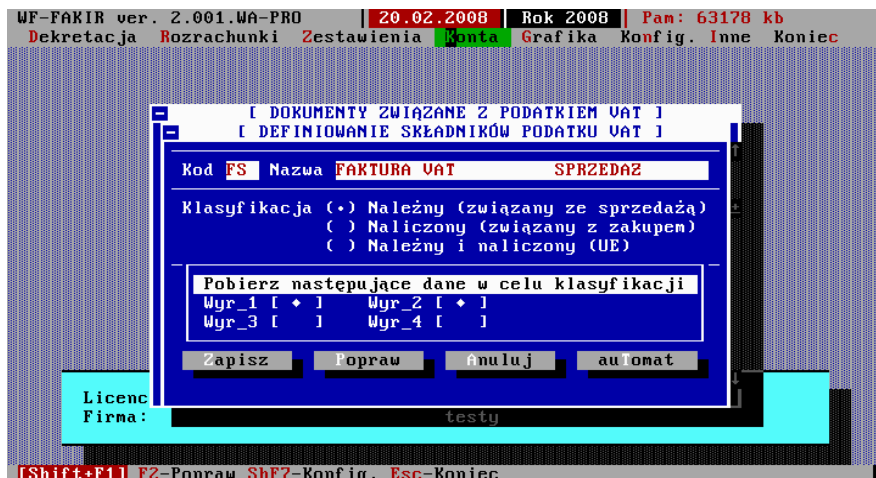 WF-FAKIR ver. 2.001.WA-PRO | 20.02.2008 | Rok 2008 | Pam: 63178 kb
Dekretacja Rozrachunki Zestawienia Konta Grafika Konfig. Inne Koniec
[ DOKUMENTY ZWIĄZANE Z PODATKIEM VAT ]
[ DEFINIOWANIE SKŁADNIKÓW PODATKU VAT ]
Kod FS Nazwa FAKTURA VAT SPRZEDAŻ
Klasyfikacja (•) Należny (związany ze sprzedażą)
( ) Naliczony (związany z zakupem)
( ) Należny i naliczony (UE)
Pobierz następujące dane w celu klasyfikacji
Wyr_1 [ ♦ ] Wyr_2 [ ♦ ]
Wyr_3 [ ] Wyr_4 [ ]
Zapisz Popraw Anuluj auTomat
Licenc
Firma: testy
[Shift+F1] F2-Popraw ShF7-Konfig. Esc-Koniec